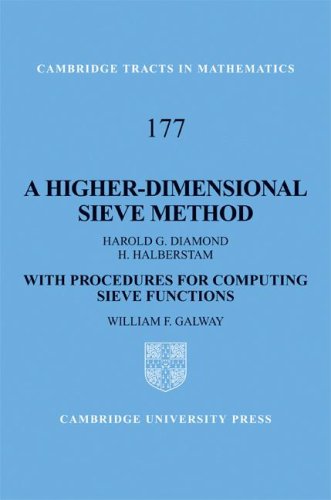 CAMBRIDGE TRACTS IN MATHEMATICS
177
A HIGHER-DIMENSIONAL
SIEVE METHOD
HAROLD G. DIAMOND
H. HALBERSTAM
WITH PROCEDURES FOR COMPUTING
SIEVE FUNCTIONS
WILLIAM F. GALWAY
CAMBRIDGE UNIVERSITY PRESS